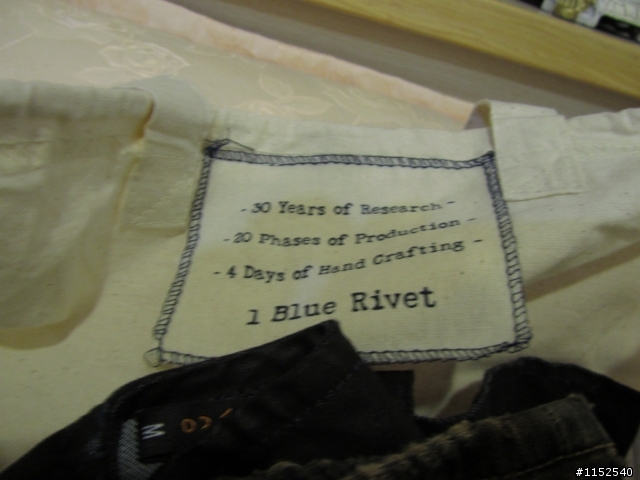 -30 Years of Research-
-20 Phases of Production-
-4 Days of Hand Crafting-
1 Blue Rivet
M
#1152540